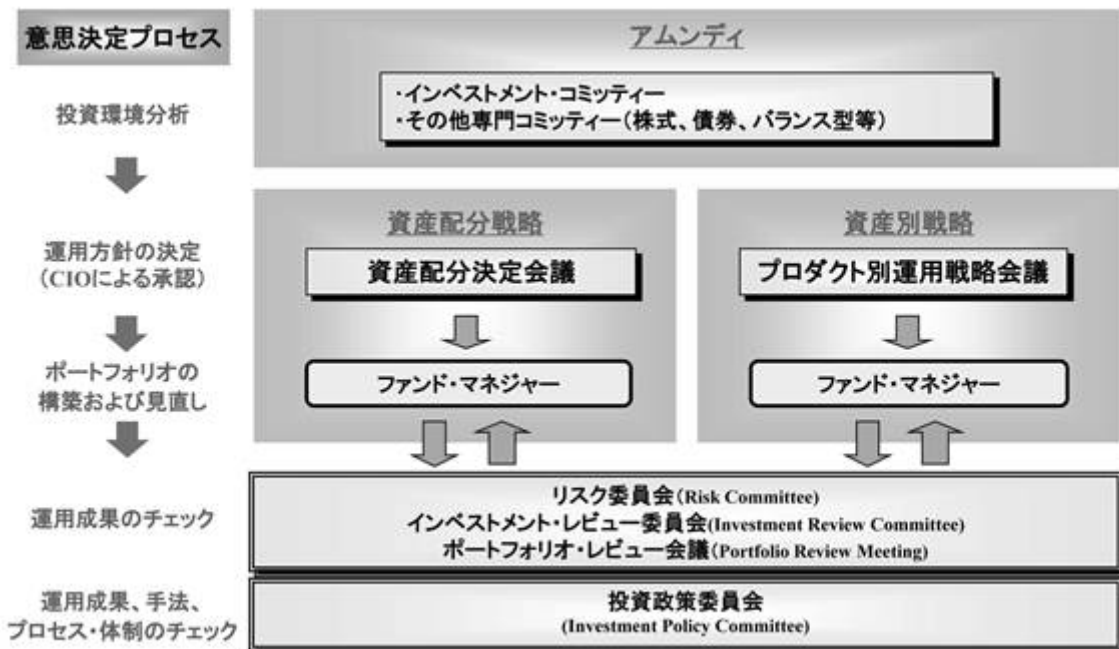 意思決定プロセス
アムンディ
投資環境分析
・インベストメント・コミッティー
・その他専門コミッティー(株式、債券、バランス型等)
資産配分戦略
資産別戦略
運用方針の決定
(CIOによる承認)
資産配分決定会議
プロダクト別運用戦略会議
ポートフォリオの
構築および見直し
ファンド・マネジャー
ファンド・マネジャー
運用成果のチェック
リスク委員会(Risk Committee)
インベストメント・レビュー委員会(Investment Review Committee)
ポートフォリオ・レビュー会議(Portfolio Review Meeting)
運用成果、手法、
プロセス・体制のチェック
投資政策委員会
(Investment Policy Committee)